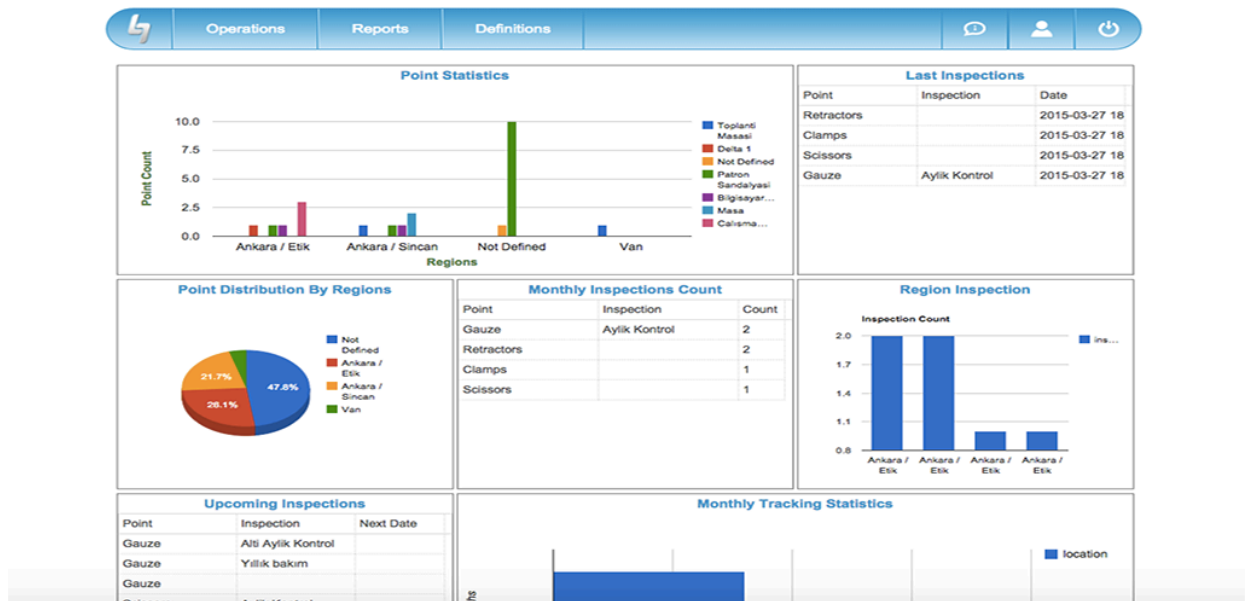 Operations Reports Definitions
Point Statistics
Point Count
10.0
7.5
5.0
2.5
0.0
Ankara / Etik Ankara / Sincan Not Defined Van
Regions
Toplanti
Masasi
Delta 1
Not Defined
Patron
Sandalyasi
Bilgisayar...
Masa
Calısma...
Last Inspections
Point Inspection Date
Retractors 2015-03-27 18
Clamps 2015-03-27 18
Scissors 2015-03-27 18
Gauze Aylik Kontrol 2015-03-27 18
Point Distribution By Regions
21.7%
47.8%
26.1%
Not
Defined
Ankara /
Etik
Ankara /
Sincan
Van
Monthly Inspections Count
Point Inspection Count
Gauze Aylik Kontrol 2
Retractors 2
Clamps 1
Scissors 1
Region Inspection
Inspection Count
2.0
1.7
1.4
1.1
0.8
Ankara / Ankara / Ankara / Ankara /
Etik Etik Etik Etik
ins...
Upcoming Inspections
Point Inspection Next Date
Gauze Alti Aylik Kontrol
Gauze Yıllık bakım
Gauze
Monthly Tracking Statistics
location